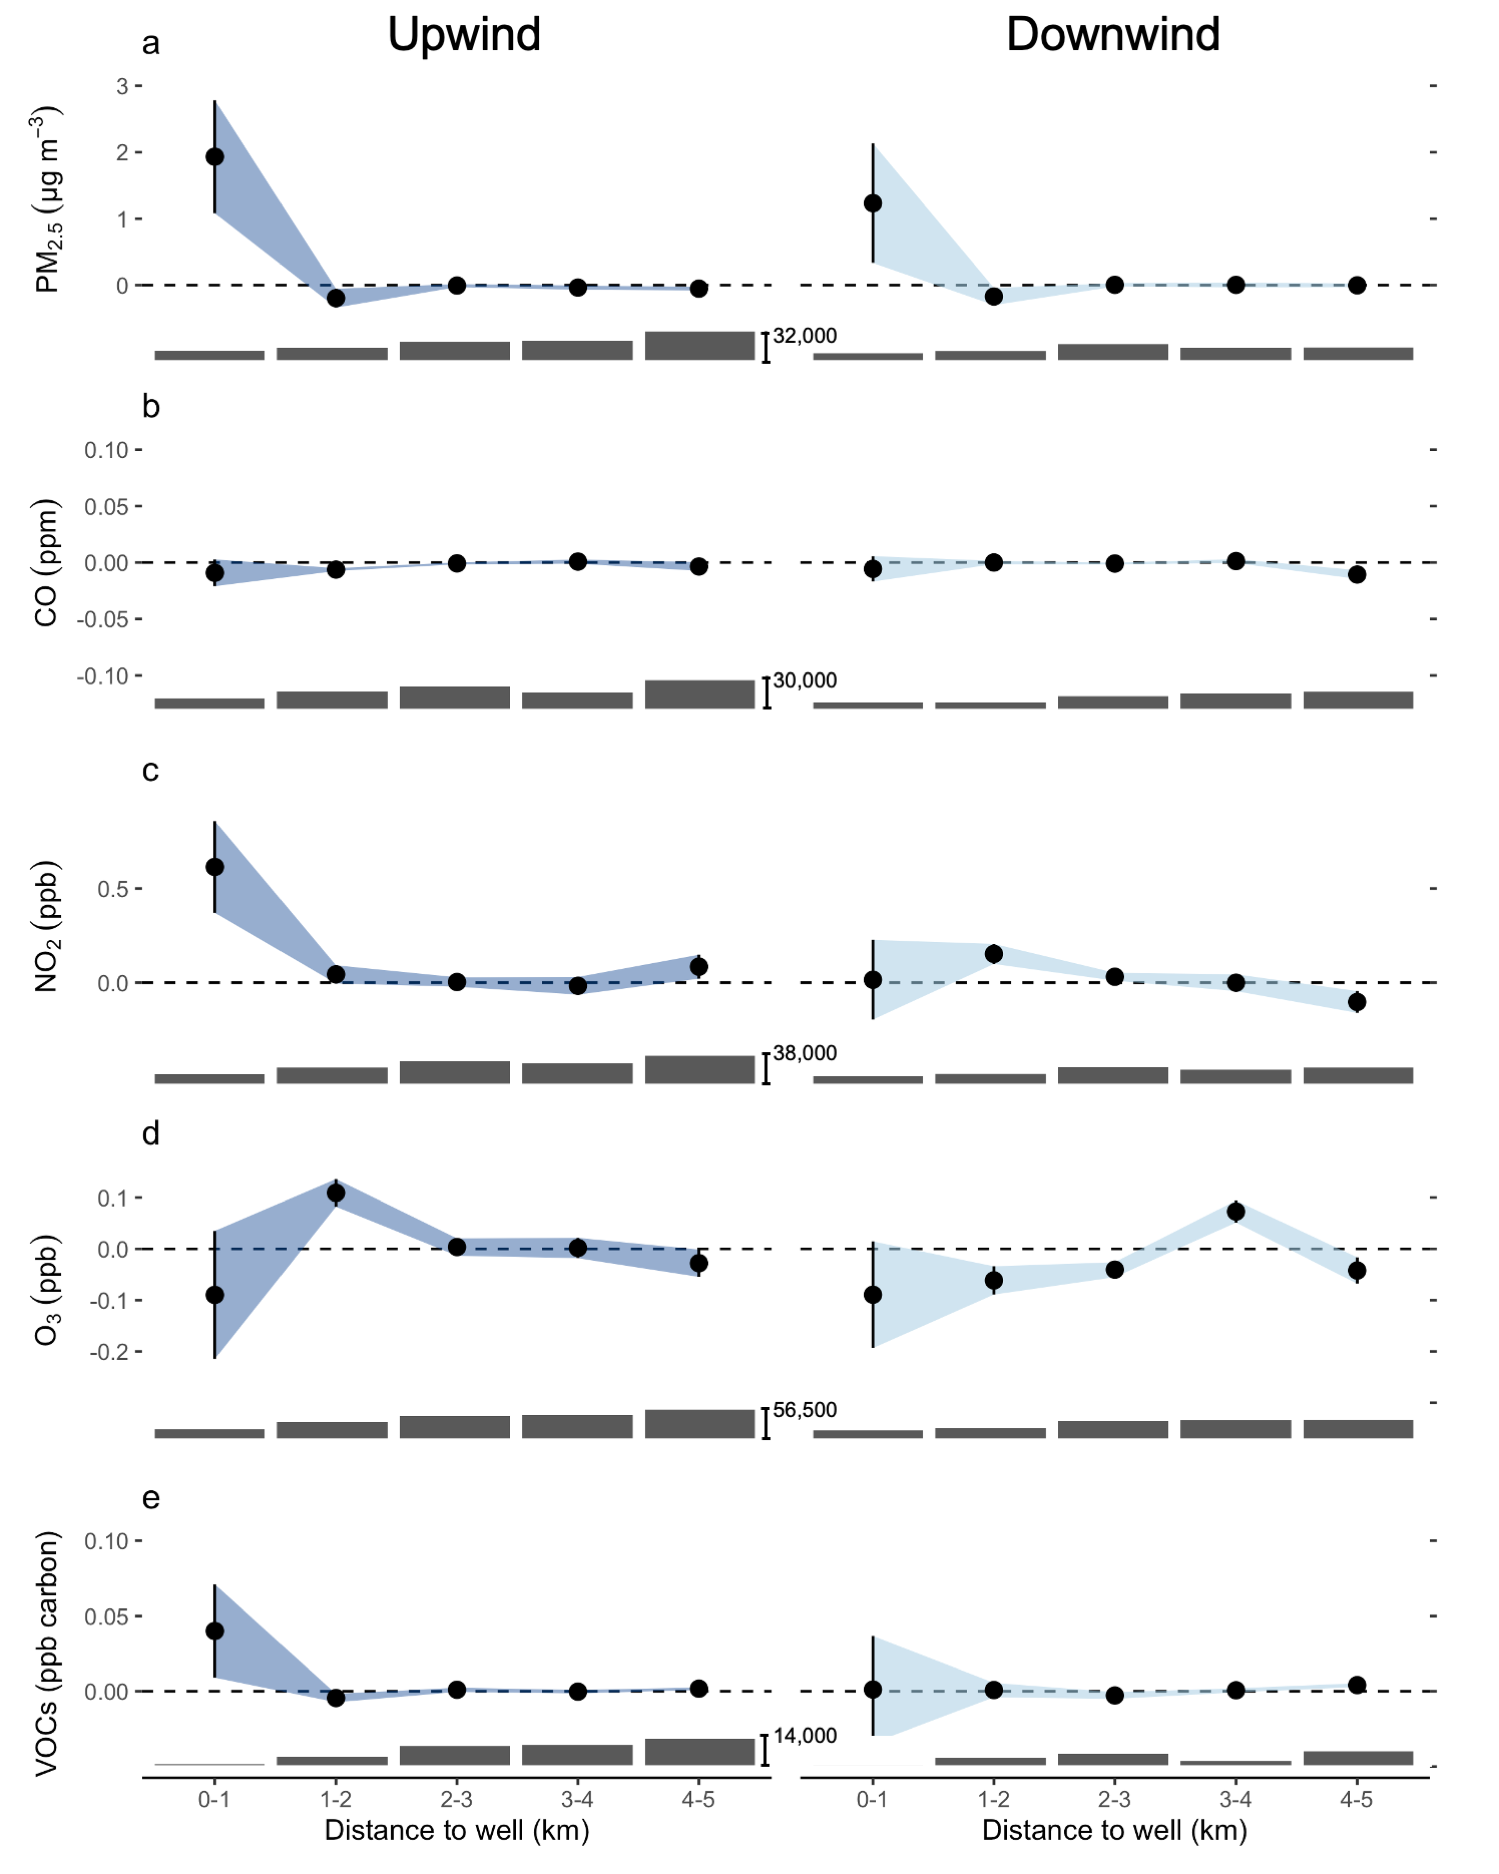 Upwind Downwind
a
3
2
1
0
PM2.5 (µg m−3)
32,000
b
0.10
0.05
0.00
-0.05
-0.10
CO (ppm)
30,000
c
0.5
0.0
NO2 (ppb)
38,000
d
0.1
0.0
-0.1
-0.2
O3 (ppb)
56,500
e
0.10
0.05
0.00
VOCs (ppb carbon)
14,000
0-1 1-2 2-3 3-4 4-5 0-1 1-2 2-3 3-4 4-5
Distance to well (km) Distance to well (km)